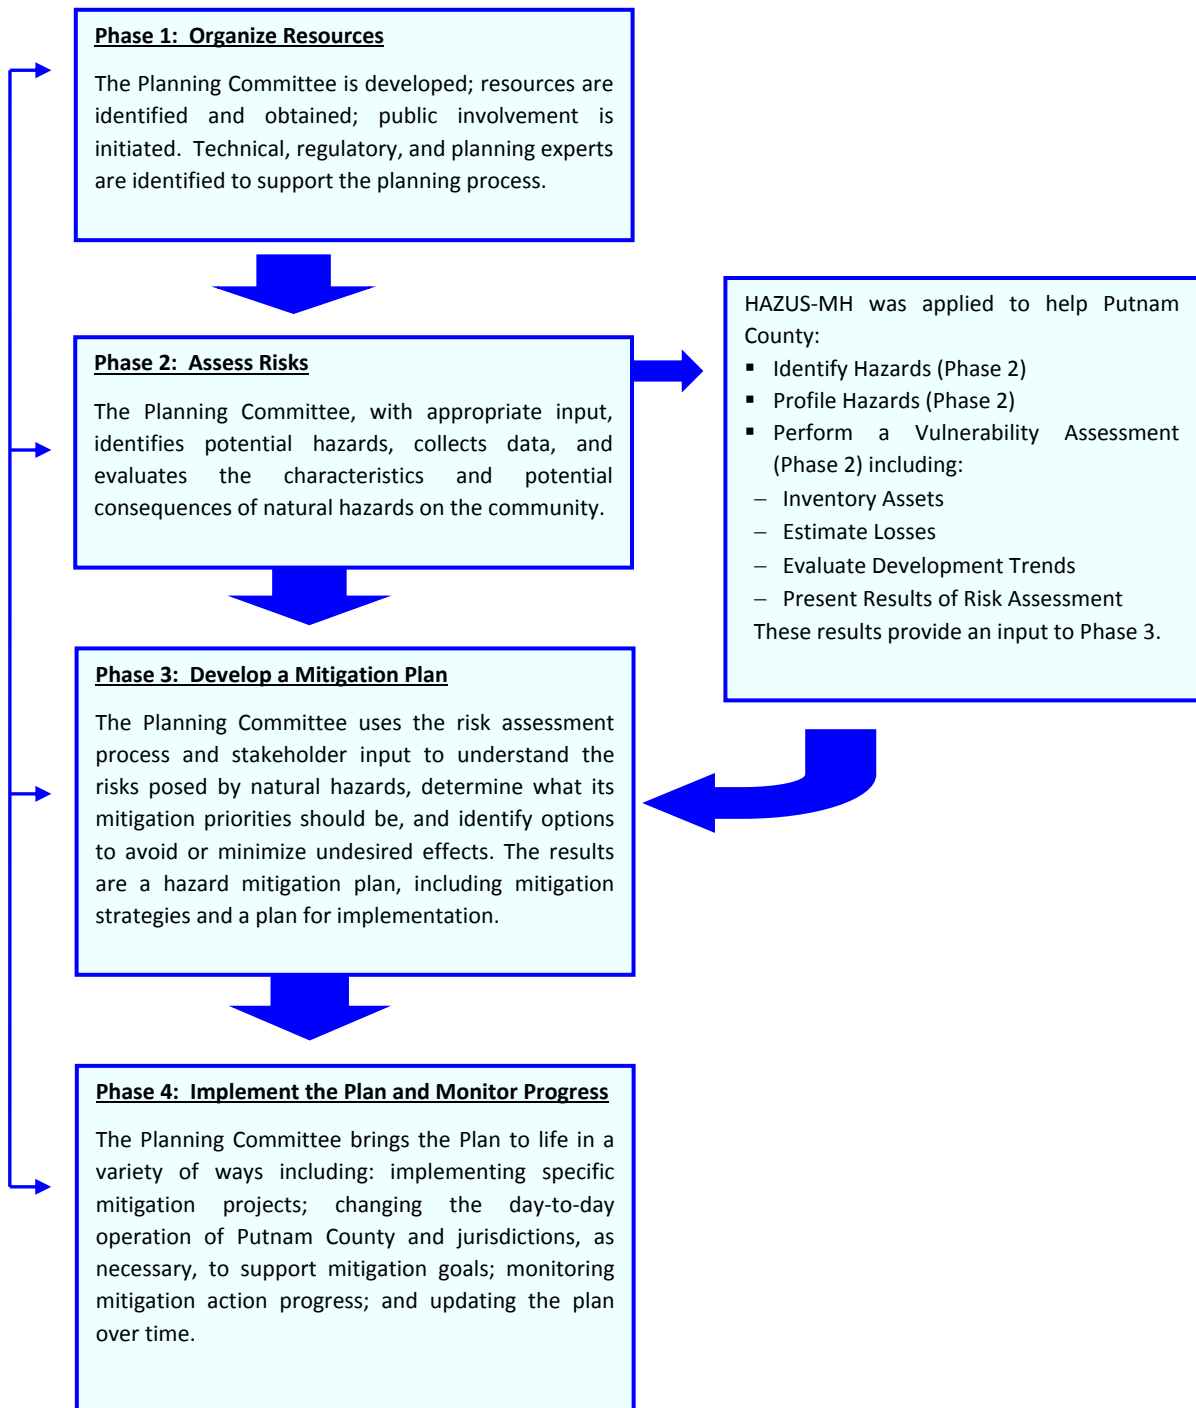 Phase 1: Organize Resources
The Planning Committee is developed; resources are
identified and obtained; public involvement is
initiated. Technical, regulatory, and planning experts
are identified to support the planning process.
Phase 2: Assess Risks
The Planning Committee, with appropriate input,
identifies potential hazards, collects data, and
evaluates the characteristics and potential
consequences of natural hazards on the community.
HAZUS-MH was applied to help Putnam
County:
▪ Identify Hazards (Phase 2)
▪ Profile Hazards (Phase 2)
▪ Perform a Vulnerability Assessment
(Phase 2) including:
– Inventory Assets
– Estimate Losses
– Evaluate Development Trends
– Present Results of Risk Assessment
These results provide an input to Phase 3.
Phase 3: Develop a Mitigation Plan
The Planning Committee uses the risk assessment
process and stakeholder input to understand the
risks posed by natural hazards, determine what its
mitigation priorities should be, and identify options
to avoid or minimize undesired effects. The results
are a hazard mitigation plan, including mitigation
strategies and a plan for implementation.
Phase 4: Implement the Plan and Monitor Progress
The Planning Committee brings the Plan to life in a
variety of ways including: implementing specific
mitigation projects; changing the day-to-day
operation of Putnam County and jurisdictions, as
necessary, to support mitigation goals; monitoring
mitigation action progress; and updating the plan
over time.